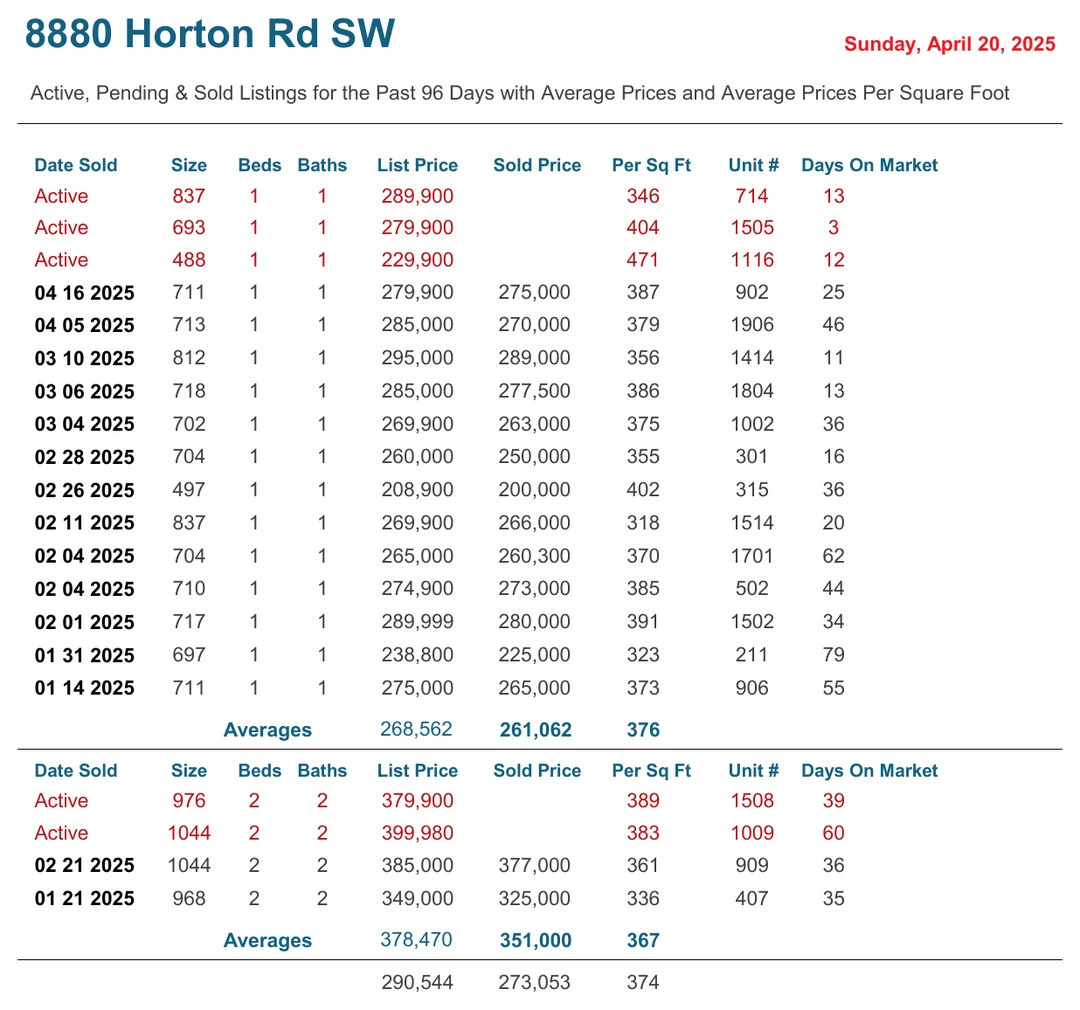 8880 Horton Rd SW
Sunday, April 20, 2025
Active, Pending & Sold Listings for the Past 96 Days with Average Prices and Average Prices Per Square Foot
Date Sold Size Beds Baths List Price Sold Price Per Sq Ft Unit # Days On Market
Active 837 1 1 289,900 346 714 13
Active 693 1 1 279,900 404 1505 3
Active 488 1 1 229,900 471 1116 12
04 16 2025 711 1 1 279,900 275,000 387 902 25
04 05 2025 713 1 1 285,000 270,000 379 1906 46
03 10 2025 812 1 1 295,000 289,000 356 1414 11
03 06 2025 718 1 1 285,000 277,500 386 1804 13
03 04 2025 702 1 1 269,900 263,000 375 1002 36
02 28 2025 704 1 1 260,000 250,000 355 301 16
02 26 2025 497 1 1 208,900 200,000 402 315 36
02 11 2025 837 1 1 269,900 266,000 318 1514 20
02 04 2025 704 1 1 265,000 260,300 370 1701 62
02 04 2025 710 1 1 274,900 273,000 385 502 44
02 01 2025 717 1 1 289,999 280,000 391 1502 34
01 31 2025 697 1 1 238,800 225,000 323 211 79
01 14 2025 711 1 1 275,000 265,000 373 906 55
Averages 268,562 261,062 376
Date Sold Size Beds Baths List Price Sold Price Per Sq Ft Unit # Days On Market
Active 976 2 2 379,900 389 1508 39
Active 1044 2 2 399,980 383 1009 60
02 21 2025 1044 2 2 385,000 377,000 361 909 36
01 21 2025 968 2 2 349,000 325,000 336 407 35
Averages 378,470 351,000 367
290,544 273,053 374